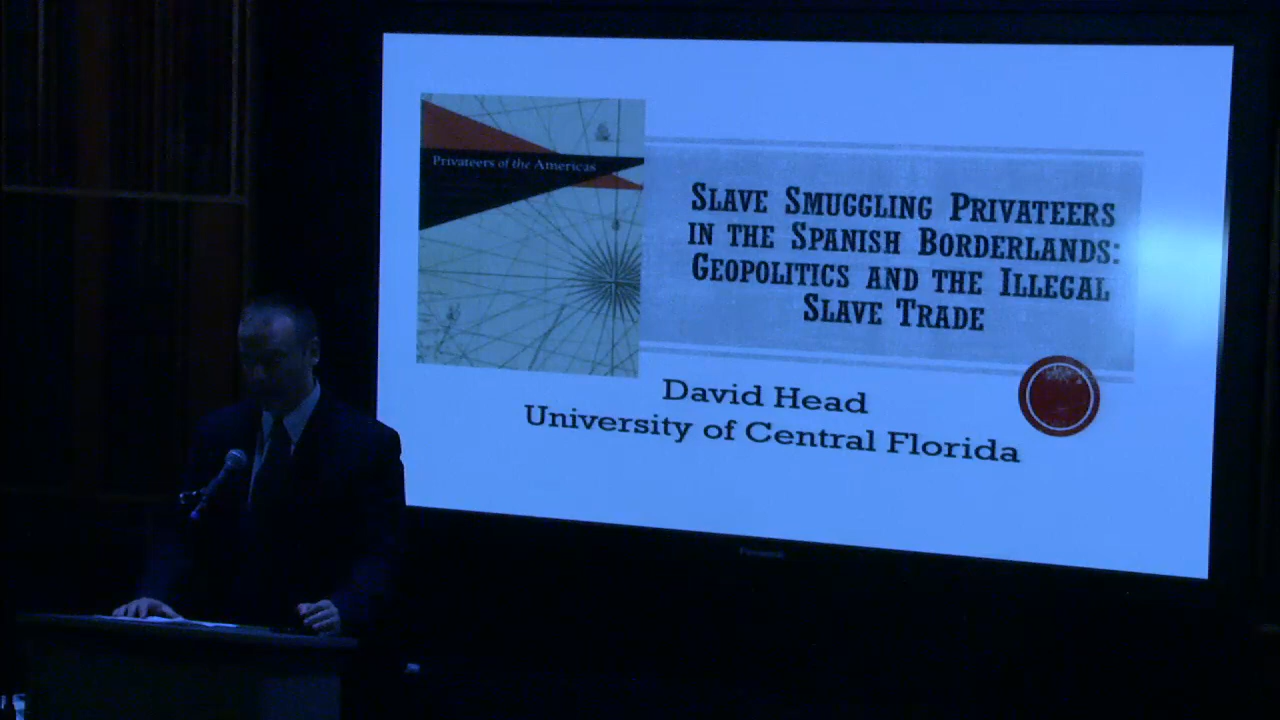 Privateers of the Americas
SLAVE SMUGGLING PRIVATEERS
IN THE SPANISH BORDERLANDS:
GEOPOLITICS AND THE ILLEGAL
SLAVE TRADE
David Head
University of Central Florida
Panasonic